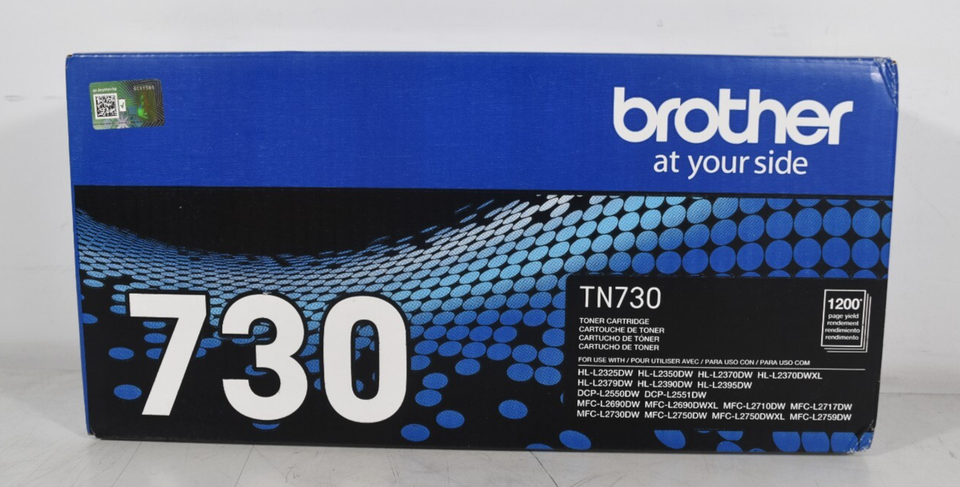 brother
at your side
730
TN730
TONER CARTRIDGE
CARTOUCHE DE TONER
CARTUCHO DE TÓNER
CARTUCHO DE TONER
1200*
page yield
rendement
rendimiento
rendimento
FOR USE WITH / POUR UTILISER AVEC / PARA USO CON / PARA USO COM
HL-L2325DW HL-L2350DW HL-L2370DW HL-L2370DWXL
HL-L2379DW HL-L2390DW HL-L2395DW
DCP-L2550DW DCP-L2551DW
MFC-L2690DW MFC-L2690DWXL MFC-L2710DW MFC-L2717DW
MFC-L2730DW MFC-L2750DW MFC-L2750DWXL MFC-L2759DW